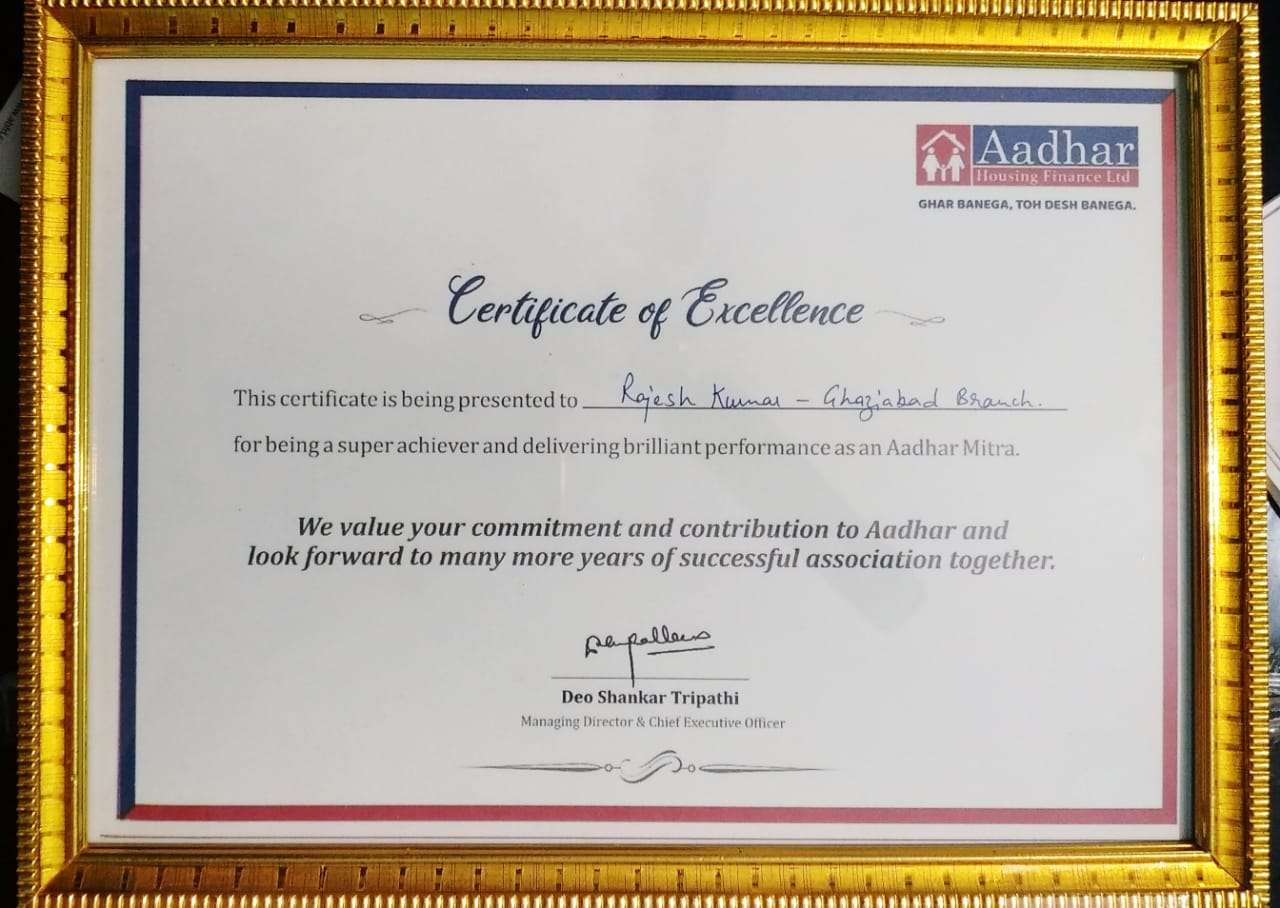 Aadhar
Housing Finance Ltd
GHAR BANEGA, TOH DESH BANEGA.
Certificate of Excellence
This certificate is being presented to Rajesh Kumar - Ghaziabad Branch.
for being a super achiever and delivering brilliant performance as an Aadhar Mitra.
We value your commitment and contribution to Aadhar and
look forward to many more years of successful association together.
Deo Shankar Tripathi
Managing Director & Chief Executive Officer